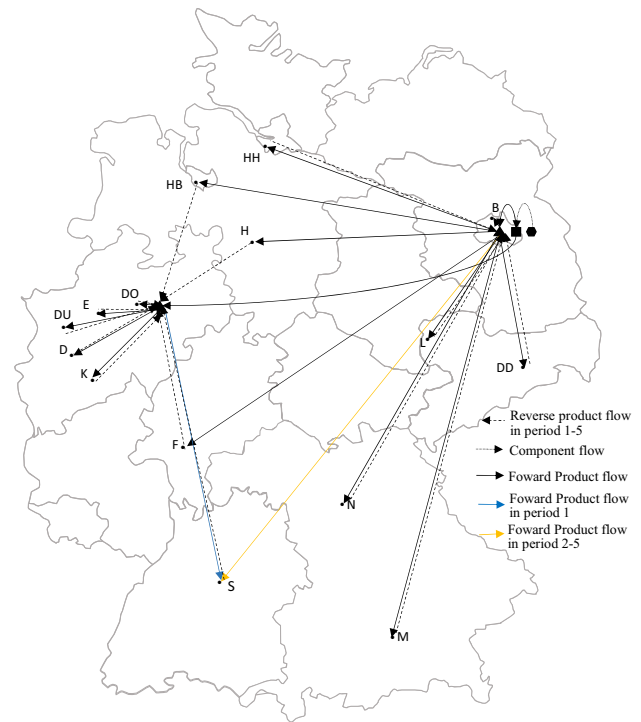 HH
HB
B
H
DO
E
DU
D
K
L
DD
F
N
S
M
Reverse product flow
in period 1-5
Component flow
Foward Product flow
Foward Product flow
in period 1
Foward Product flow
in period 2-5